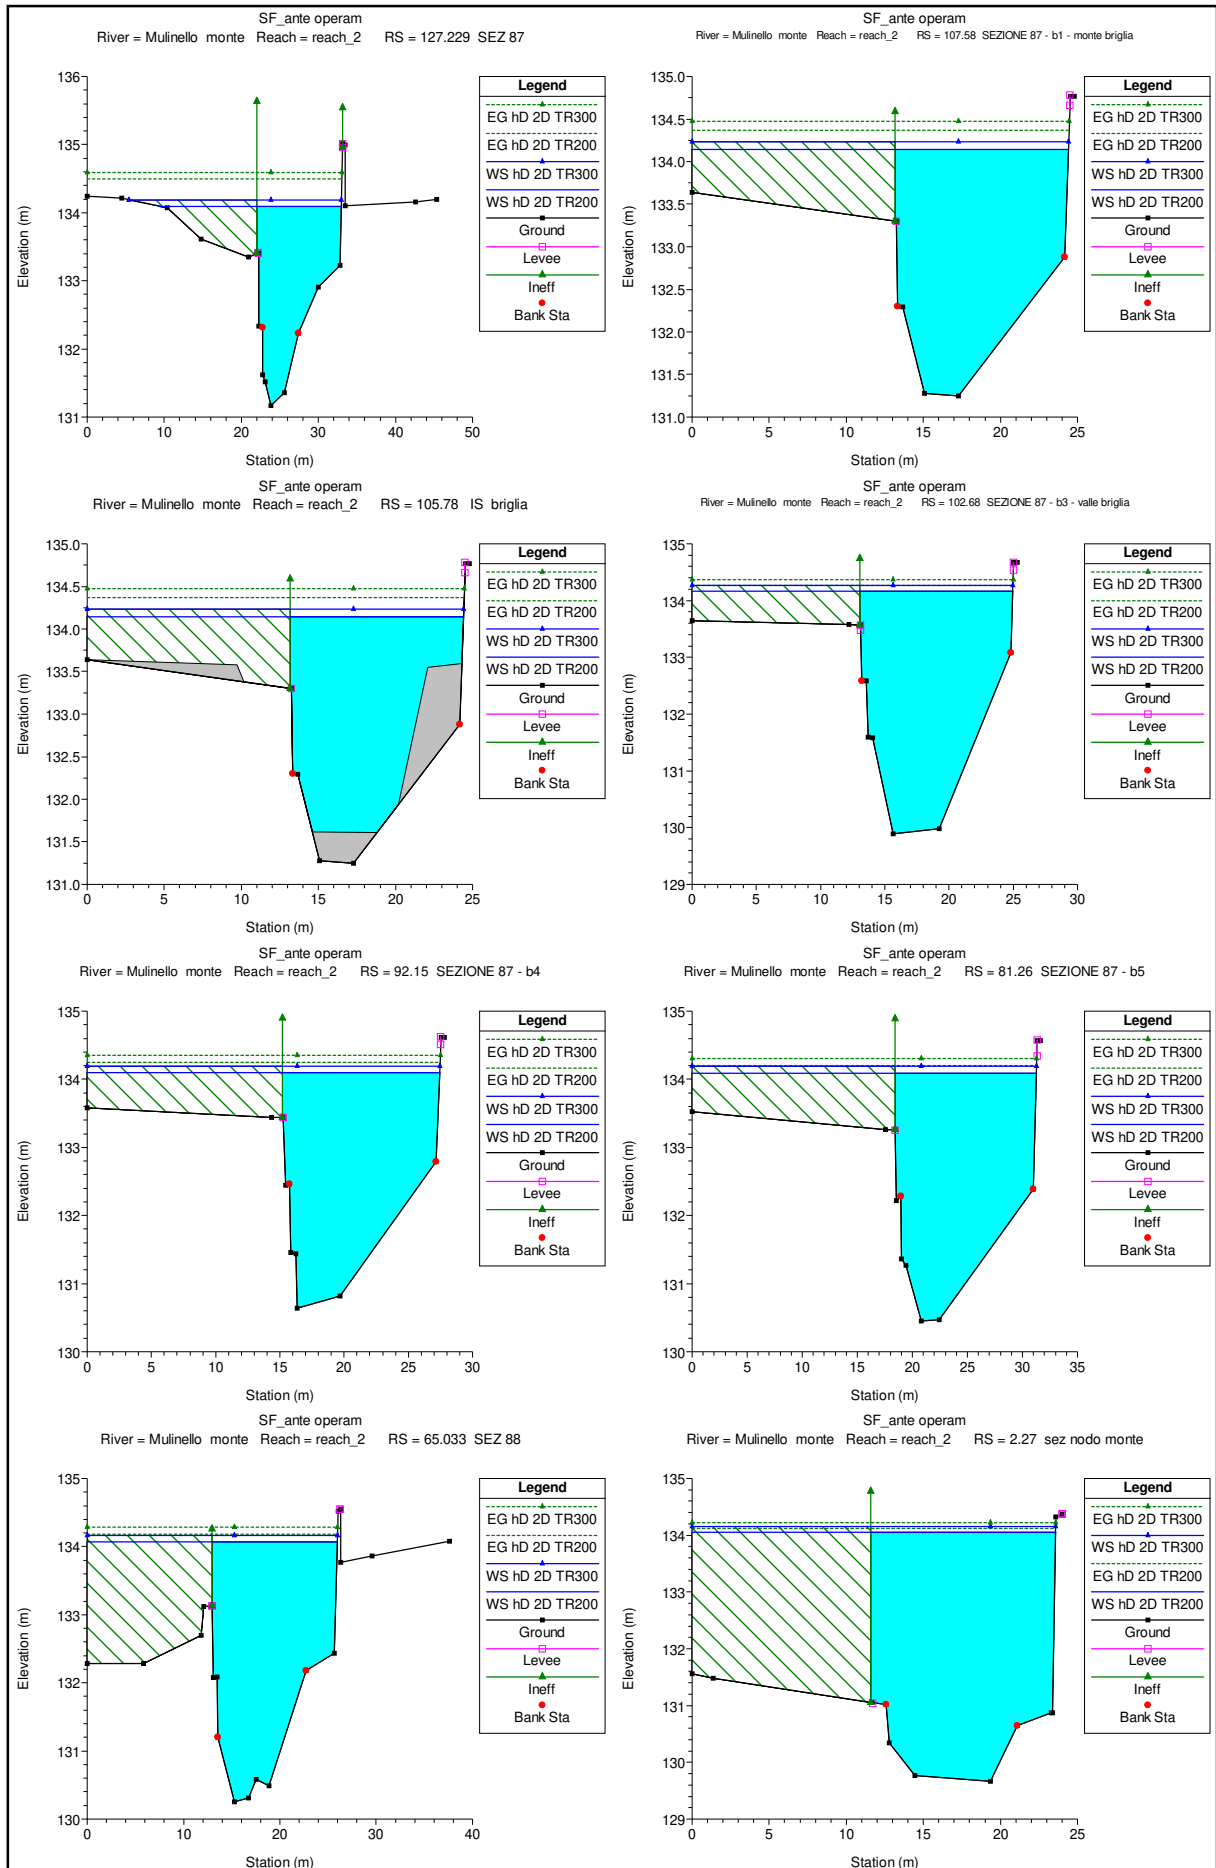 SF_ante operam
River = Mulinello monte Reach = reach_2 RS = 127.229 SEZ 87
136
135
134
133
132
131
0 10 20 30 40 50
Station (m)
Elevation (m)
Legend
EG hD 2D TR300
EG hD 2D TR200
WS hD 2D TR300
WS hD 2D TR200
Ground
Levee
Ineff
Bank Sta
SF_ante operam
River = Mulinello monte Reach = reach_2 RS = 107.58 SEZIONE 87 - b1 - monte briglia
135.0
134.5
134.0
133.5
133.0
132.5
132.0
131.5
131.0
0 5 10 15 20 25
Station (m)
Elevation (m)
Legend
EG hD 2D TR300
EG hD 2D TR200
WS hD 2D TR300
WS hD 2D TR200
Ground
Levee
Ineff
Bank Sta
SF_ante operam
River = Mulinello monte Reach = reach_2 RS = 105.78 IS briglia
135.0
134.5
134.0
133.5
133.0
132.5
132.0
131.5
131.0
0 5 10 15 20 25
Station (m)
Elevation (m)
Legend
EG hD 2D TR300
EG hD 2D TR200
WS hD 2D TR300
WS hD 2D TR200
Ground
Levee
Ineff
Bank Sta
SF_ante operam
River = Mulinello monte Reach = reach_2 RS = 102.68 SEZIONE 87 - b3 - valle briglia
135
134
133
132
131
130
129
0 5 10 15 20 25 30
Station (m)
Elevation (m)
Legend
EG hD 2D TR300
EG hD 2D TR200
WS hD 2D TR300
WS hD 2D TR200
Ground
Levee
Ineff
Bank Sta
SF_ante operam
River = Mulinello monte Reach = reach_2 RS = 92.15 SEZIONE 87 - b4
135
134
133
132
131
130
0 5 10 15 20 25 30
Station (m)
Elevation (m)
Legend
EG hD 2D TR300
EG hD 2D TR200
WS hD 2D TR300
WS hD 2D TR200
Ground
Levee
Ineff
Bank Sta
SF_ante operam
River = Mulinello monte Reach = reach_2 RS = 81.26 SEZIONE 87 - b5
135
134
133
132
131
130
0 5 10 15 20 25 30 35
Station (m)
Elevation (m)
Legend
EG hD 2D TR300
EG hD 2D TR200
WS hD 2D TR300
WS hD 2D TR200
Ground
Levee
Ineff
Bank Sta
SF_ante operam
River = Mulinello monte Reach = reach_2 RS = 65.033 SEZ 88
135
134
133
132
131
130
0 10 20 30 40
Station (m)
Elevation (m)
Legend
EG hD 2D TR300
EG hD 2D TR200
WS hD 2D TR300
WS hD 2D TR200
Ground
Levee
Ineff
Bank Sta
SF_ante operam
River = Mulinello monte Reach = reach_2 RS = 2.27 sez nodo monte
135
134
133
132
131
130
129
0 5 10 15 20 25
Station (m)
Elevation (m)
Legend
EG hD 2D TR300
WS hD 2D TR300
EG hD 2D TR200
WS hD 2D TR200
Ground
Levee
Ineff
Bank Sta